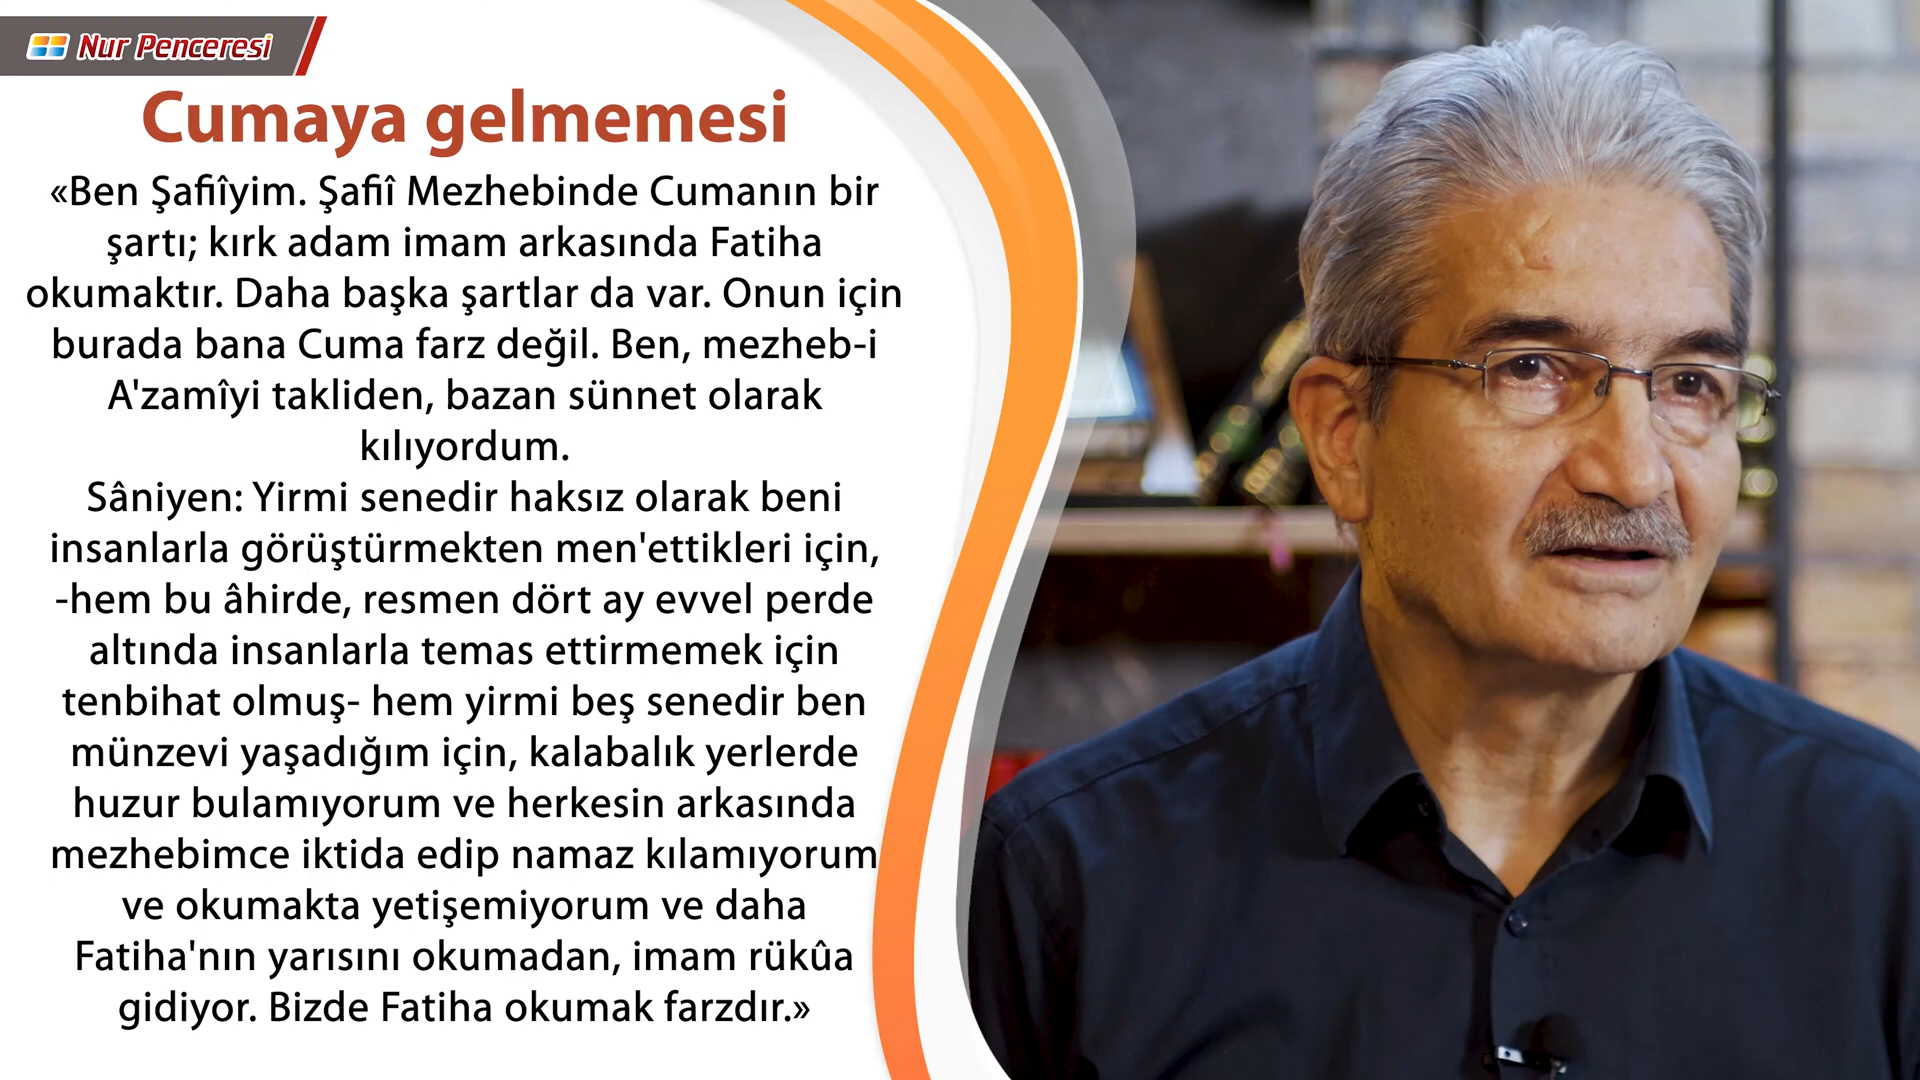 Nur Penceresi
Cumaya gelmemesi
«Ben Şafiîyim. Şafiî Mezhebinde Cumanın bir
şartı; kırk adam imam arkasında Fatiha
okumaktır. Daha başka şartlar da var. Onun için
burada bana Cuma farz değil. Ben, mezheb-i
A'zamîyi takliden, bazan sünnet olarak
kılıyordum.
Sâniyen: Yirmi senedir haksız olarak beni
insanlarla görüştürmekten men'ettikleri için,
-hem bu âhirde, resmen dört ay evvel perde
altında insanlarla temas ettirmemek için
tenbihat olmuş- hem yirmi beş senedir ben
münzevi yaşadığım için, kalabalık yerlerde
huzur bulamıyorum ve herkesin arkasında
mezhebimce iktida edip namaz kılamıyorum
ve okumakta yetişemiyorum ve daha
Fatiha'nın yarısını okumadan, imam rükûa
gidiyor. Bizde Fatiha okumak farzdır.»